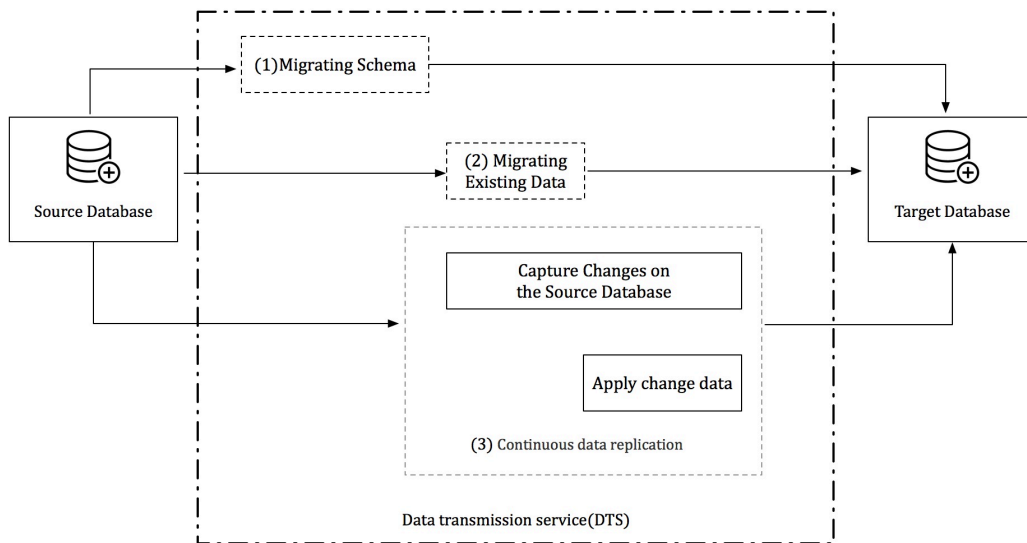 (1)Migrating Schema
(2) Migrating
Existing Data
Source Database
Target Database
Capture Changes on
the Source Database
Apply change data
(3) Continuous data replication
Data transmission service(DTS)